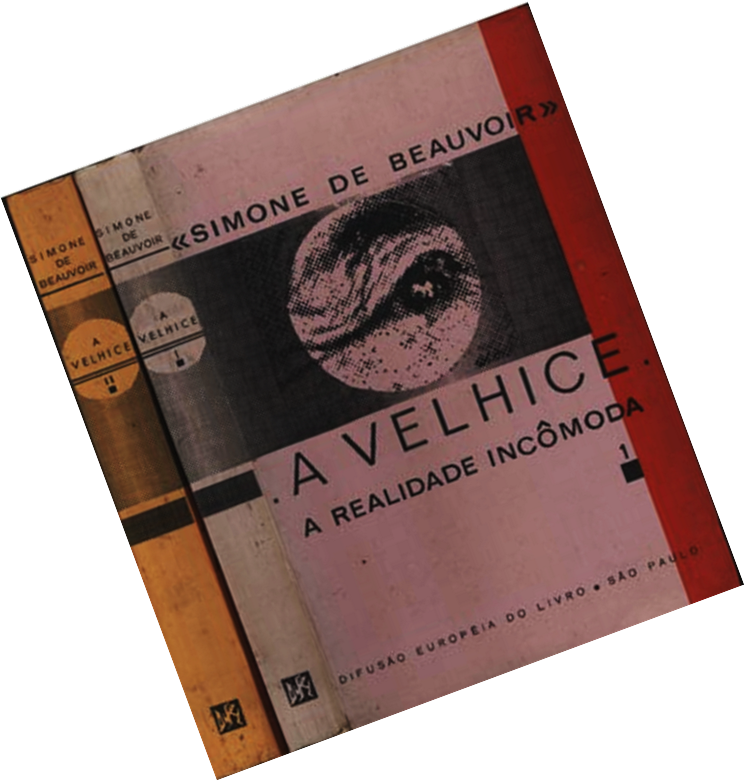 SIMONE
DE
BEAUVOIR
A
VELHICE
II
SIMONE
DE
BEAUVOIR
A
VELHICE
I
«SIMONE DE BEAUVOIR»
.A VELHICE.
A REALIDADE INCÔMODA
1
DIFUSÃO EUROPÉIA DO LIVRO • SÃO PAULO